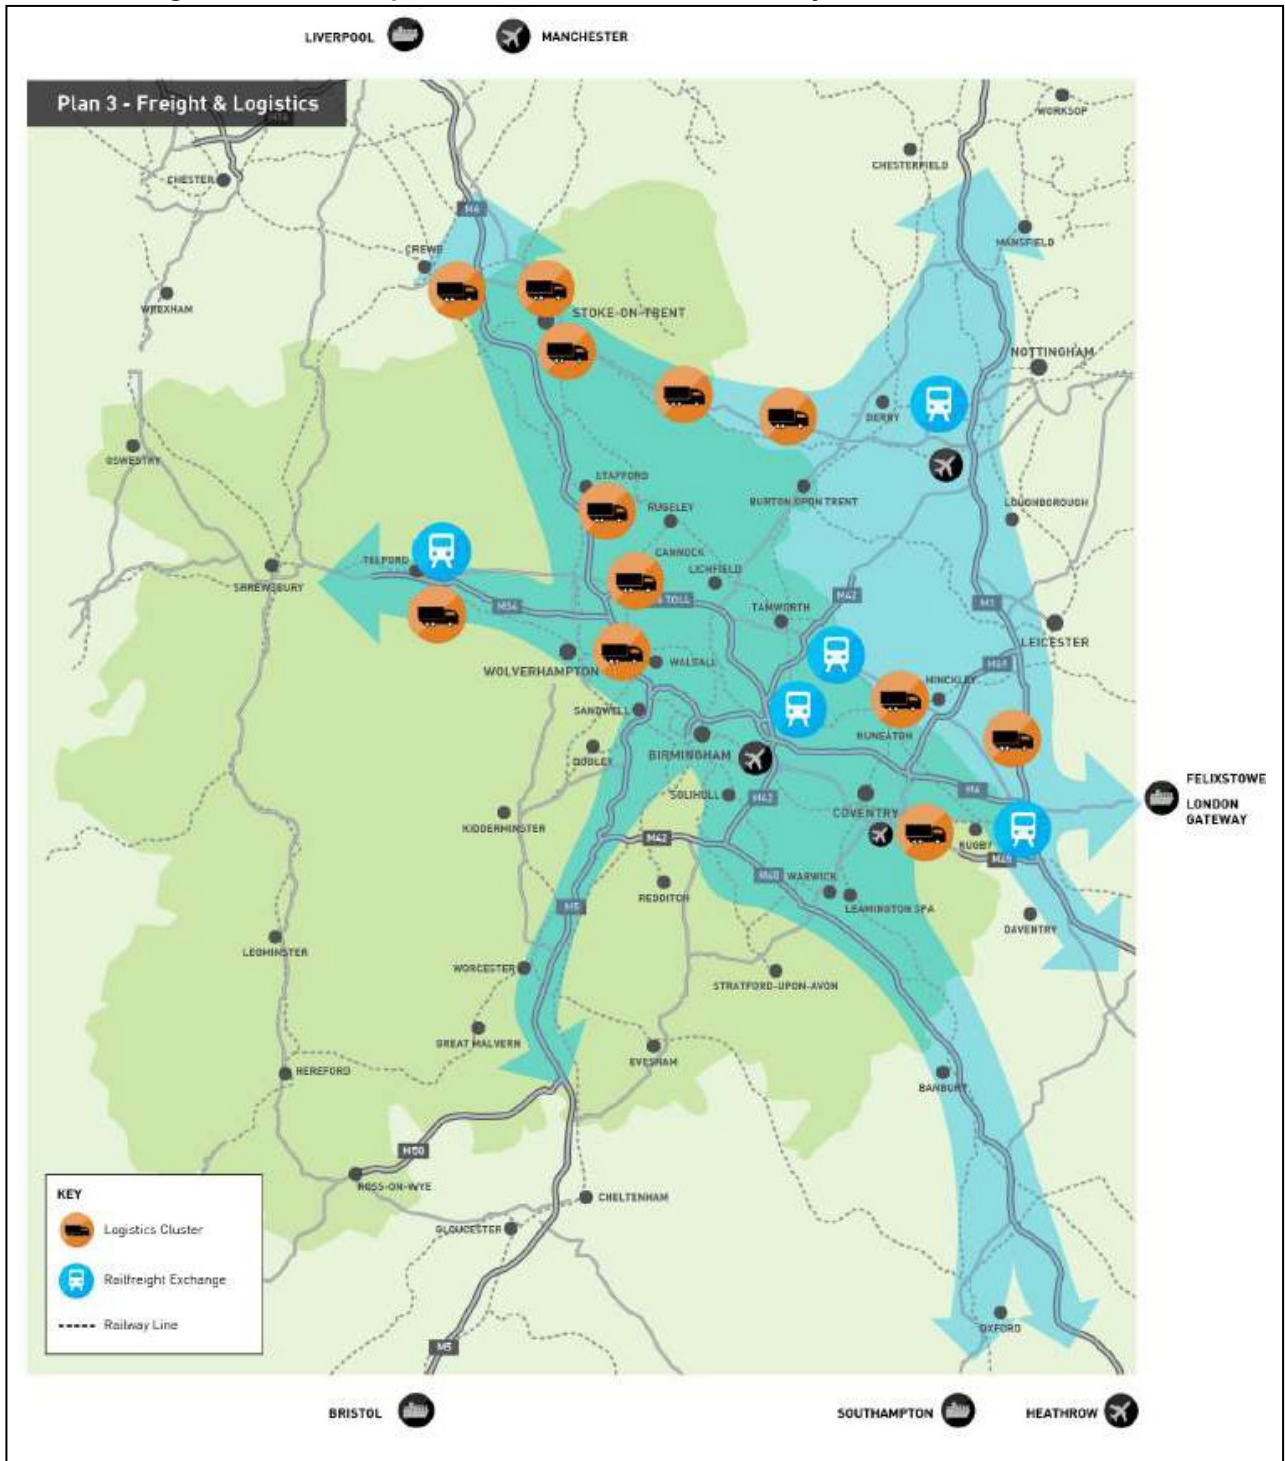 LIVERPOOL
MANCHESTER
Plan 3 - Freight & Logistics
WORKSOP
CHESTERFIELD
CHESTER
M6
MANSFIELD
CREWE
WREXHAM
STOKE-ON-TRENT
NOTTINGHAM
DERBY
OSWESTRY
STAFFORD
BURTON UPON TRENT
RUGELEY
LOUGHBOROUGH
CANNOCK
TELFORD
LICHFIELD
SHREWSBURY
M54
TOLL
TAMWORTH
M42
M1
LEICESTER
WOLVERHAMPTON
WALSALL
M69
HINCKLEY
SANDWELL
NUNEATON
BIRMINGHAM
DUDLEY
FELIXSTOWE
LONDON
GATEWAY
SOLIHULL
M42
M6
COVENTRY
KIDDERMINSTER
M42
RUGBY
M45
M40
WARWICK
REDDITCH
M5
LEAMINGTON SPA
DAVENTRY
LEOMINSTER
WORCESTER
STRATFORD-UPON-AVON
GREAT MALVERN
EVESHAM
HEREFORD
BANBURY
M50
ROSS-ON-WYE
CHELTENHAM
GLOUCESTER
KEY
Logistics Cluster
Railfreight Exchange
Railway Line
OXFORD
M5
BRISTOL
SOUTHAMPTON
HEATHROW